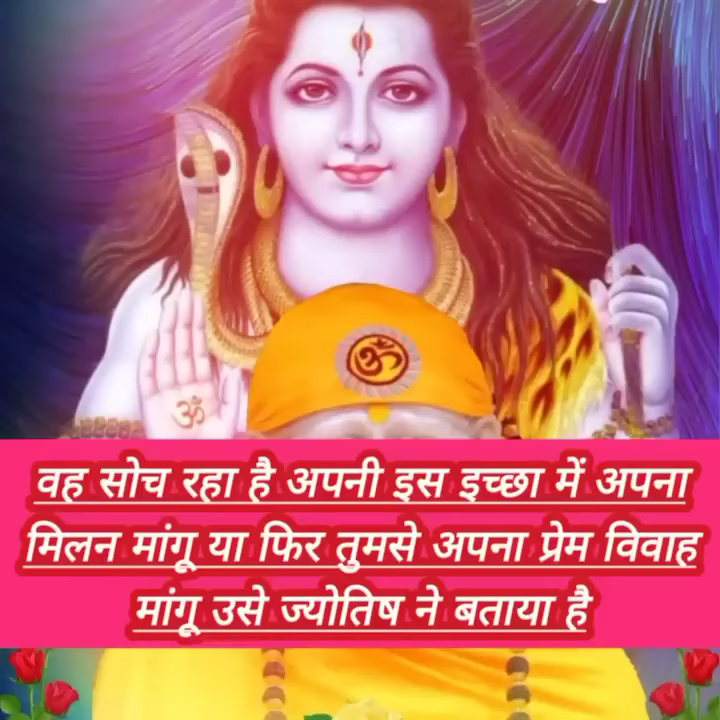 ॐ
ॐ
वह सोच रहा है अपनी इस इच्छा में अपना
मिलन मांगू या फिर तुमसे अपना प्रेम विवाह
मांगू उसे ज्योतिष ने बताया है